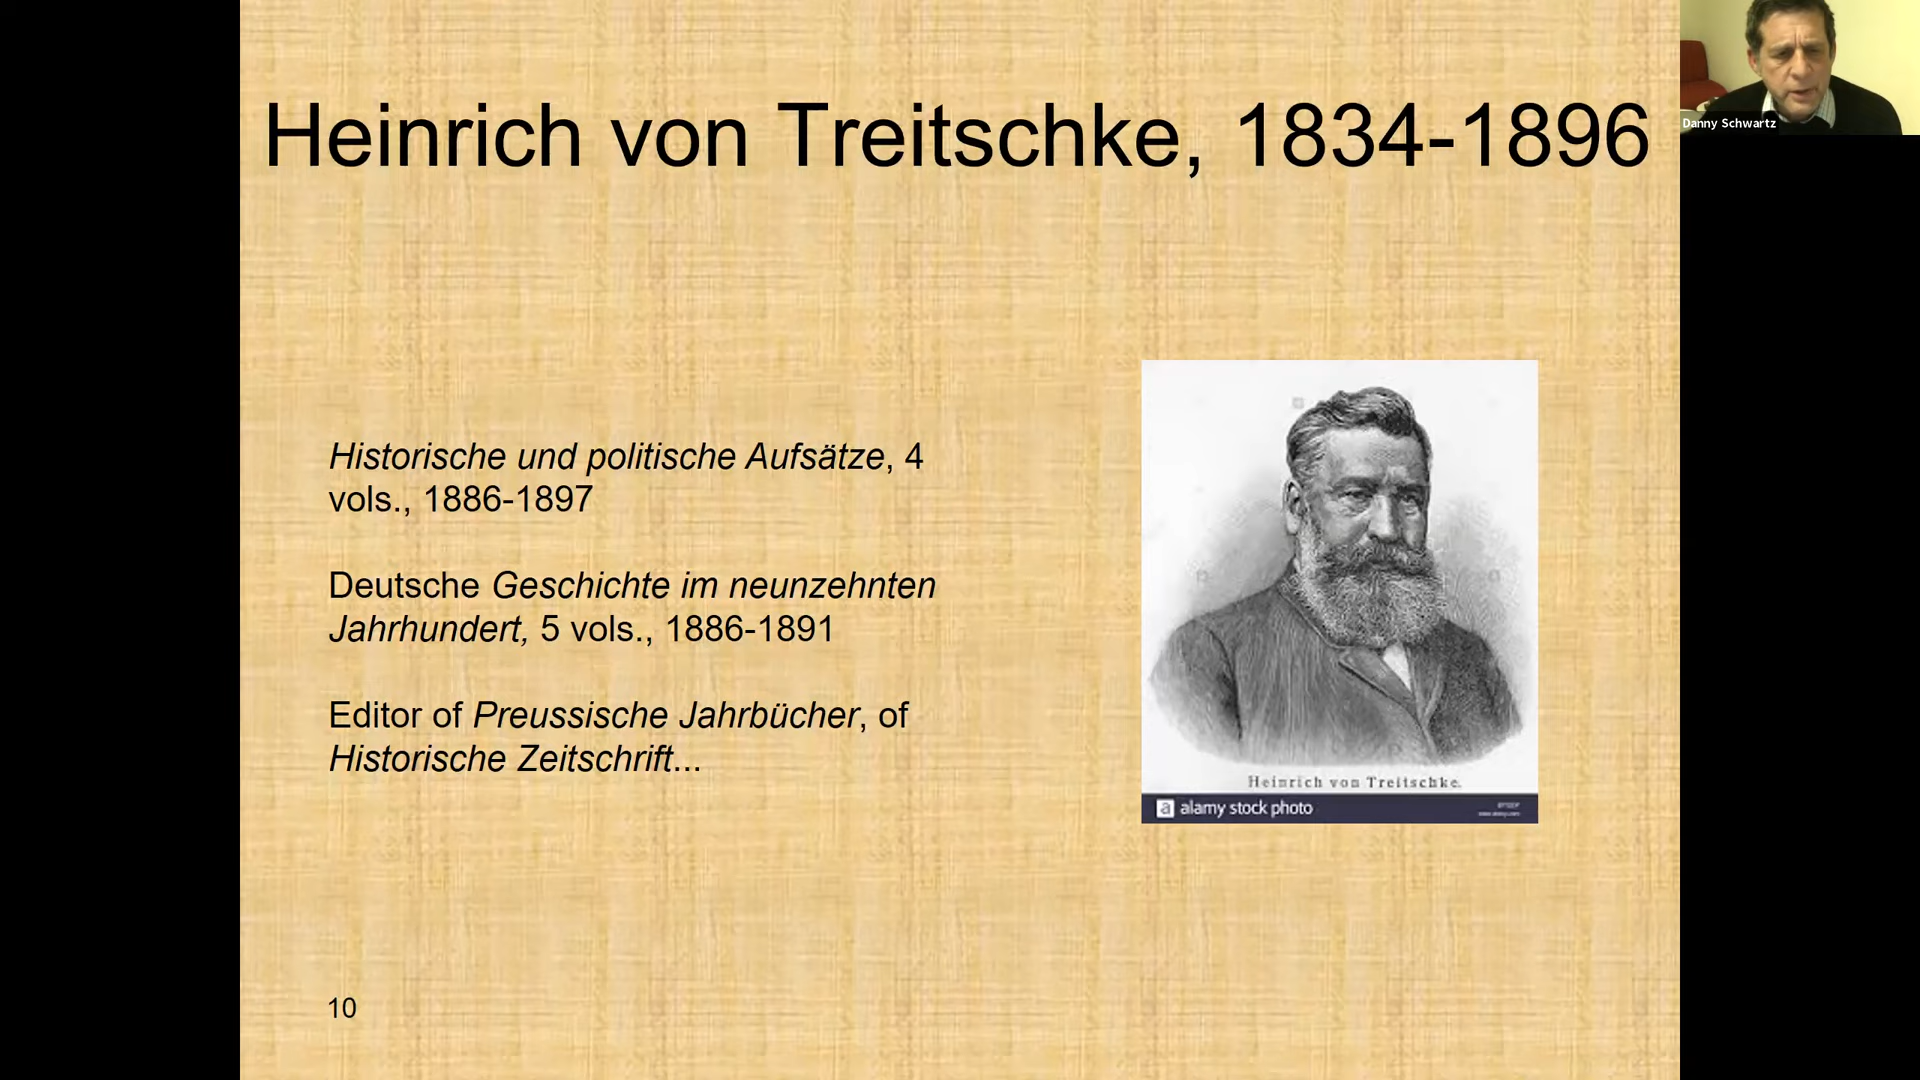 Heinrich von Treitschke, 1834-1896
Danny Schwartz
Historische und politische Aufsätze, 4
vols., 1886-1897
Deutsche Geschichte im neunzehnten
Jahrhundert, 5 vols., 1886-1891
Editor of Preussische Jahrbücher, of
Historische Zeitschrift...
Heinrich von Treitschke.
a alamy stock photo
10